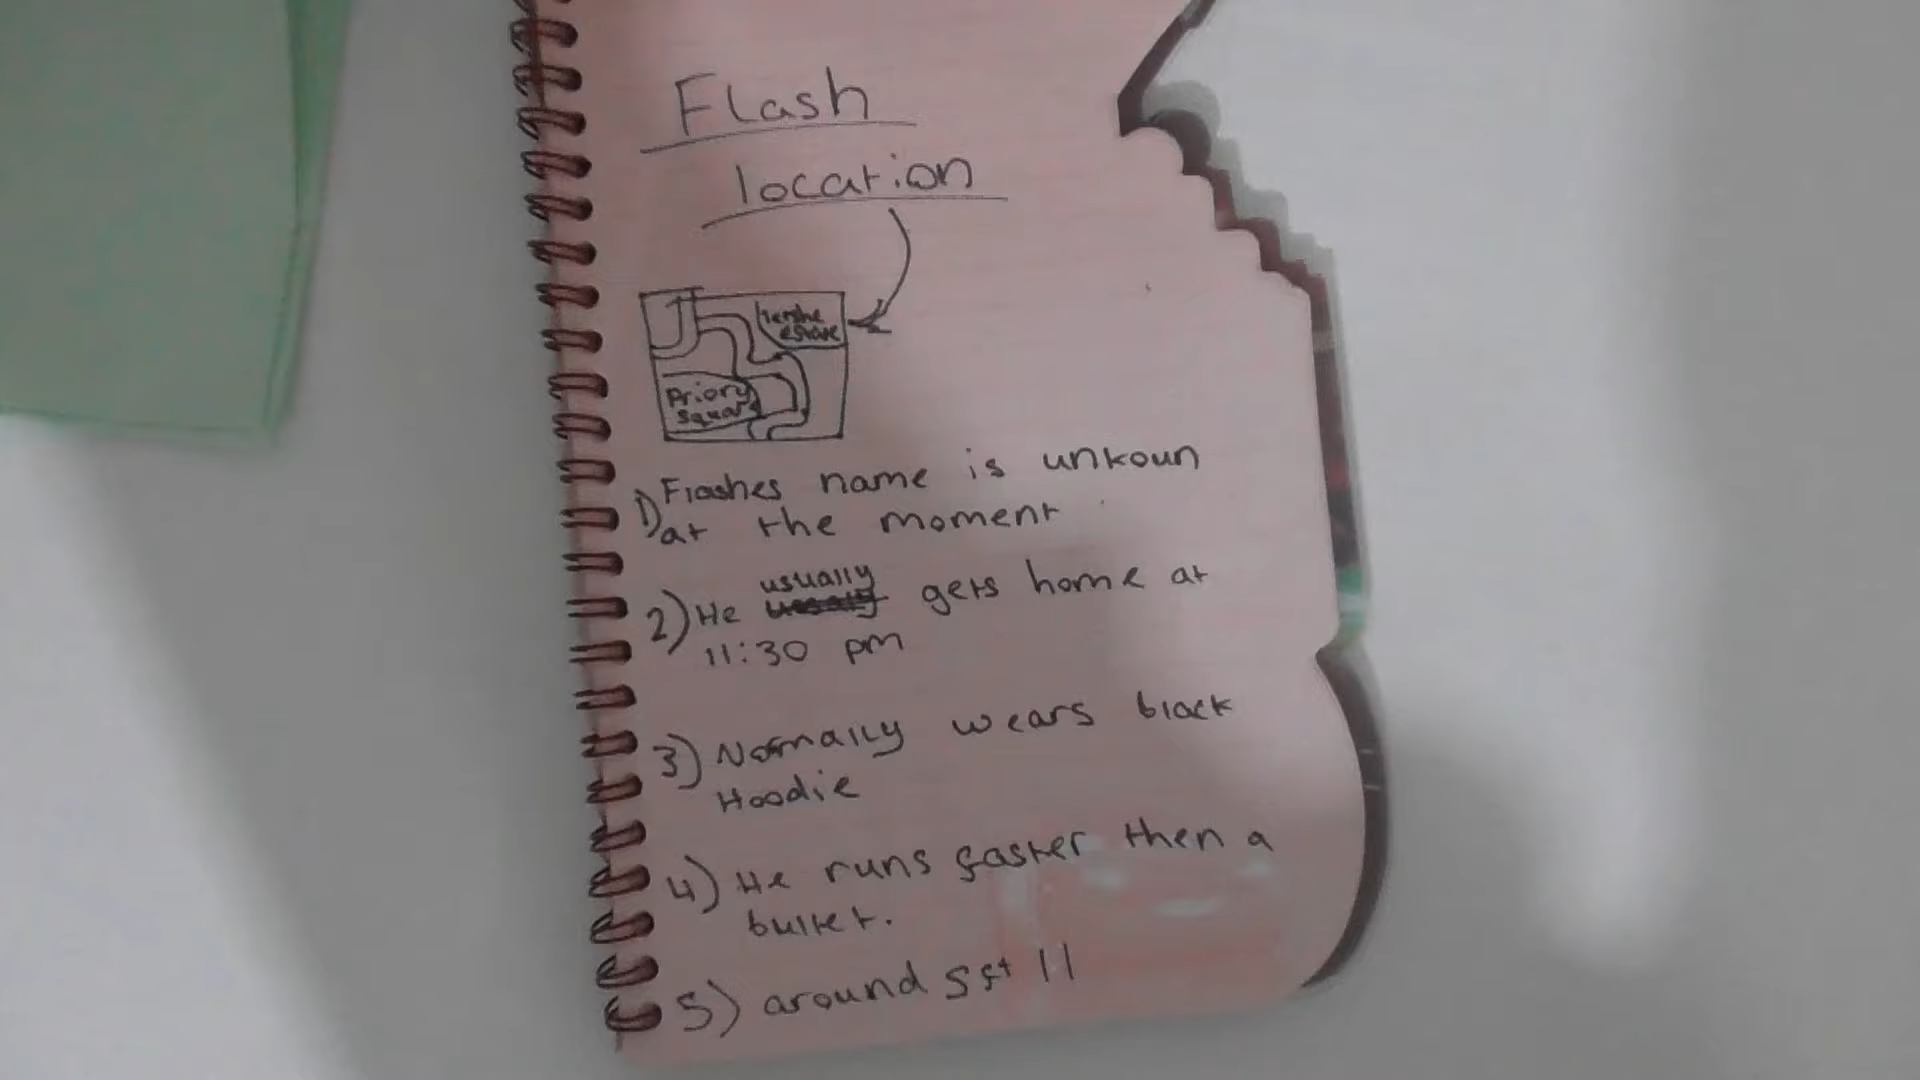 Flash
location
estate
Priory
square
1) Flashes name is unkoun
at the moment
2) He usually gets home at
11:30 pm
3) Normally wears black
Hoodie
4) He runs faster then a
bullet.
5) around 5ft 11